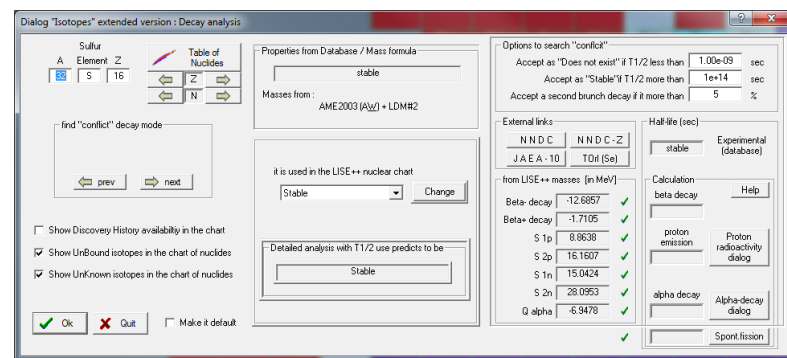 Dialog "Isotopes" extended version : Decay analysis
Sulfur
A Element Z
32 S 16
Table of
Nuclides
Z
N
find "conflict" decay mode
prev
next
Show Discovery History availabiltiy in the chart
Show UnBound isotopes in the chart of nuclides
Show UnKnown isotopes in the chart of nuclides
Ok
Quit
Make it default
Properties from Database / Mass formula
stable
Masses from :
AME2003 (AW) + LDM#2
it is used in the LISE++ nuclear chart
Stable
Change
Detailed analysis with T1/2 use predicts to be
Stable
Options to search "conflcit"
Accept as "Does not exist" if T1/2 less than 1.00e-09 sec
Accept as "Stable"if T1/2 more than 1e+14 sec
Accept a second brunch decay if it more than 5 %
External links
NNDC NNDC-Z
JAEA-10 TOrI (Se)
from LISE++ masses (in MeV)
Beta- decay -12.6857
Beta+ decay -1.7105
S 1p 8.8638
S 2p 16.1607
S 1n 15.0424
S 2n 28.0953
Q alpha -6.9478
Half-life (sec)
stable
Experimental
(database)
Calculation
beta decay
Help
proton
emission
Proton
radioactivity
dialog
alpha decay
Alpha-decay
dialog
Spont.fission